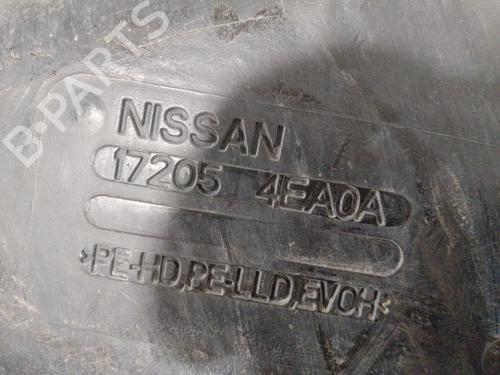 B-PARTS
NISSAN
17205 4EA0A
>PE-HD,PE-LLD,EVOH<